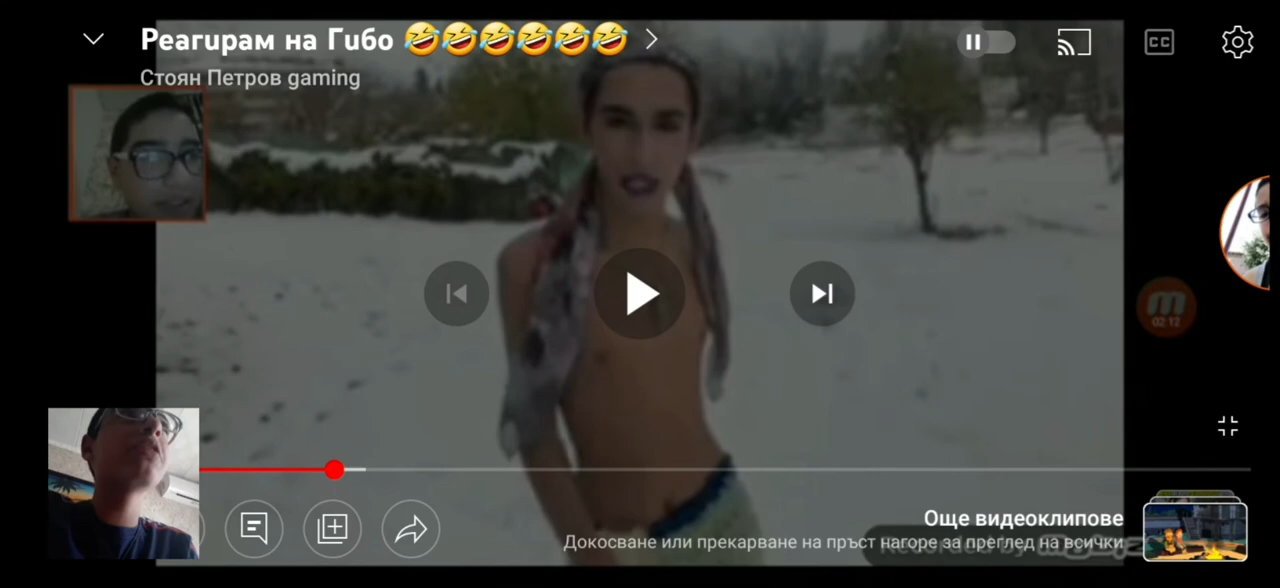 Реагирам на Гибо 🤣🤣🤣🤣🤣🤣
Стоян Петров gaming
CC
02:12
Още видеоклипове
Докосване или прекарване на пръст нагоре за преглед на всички